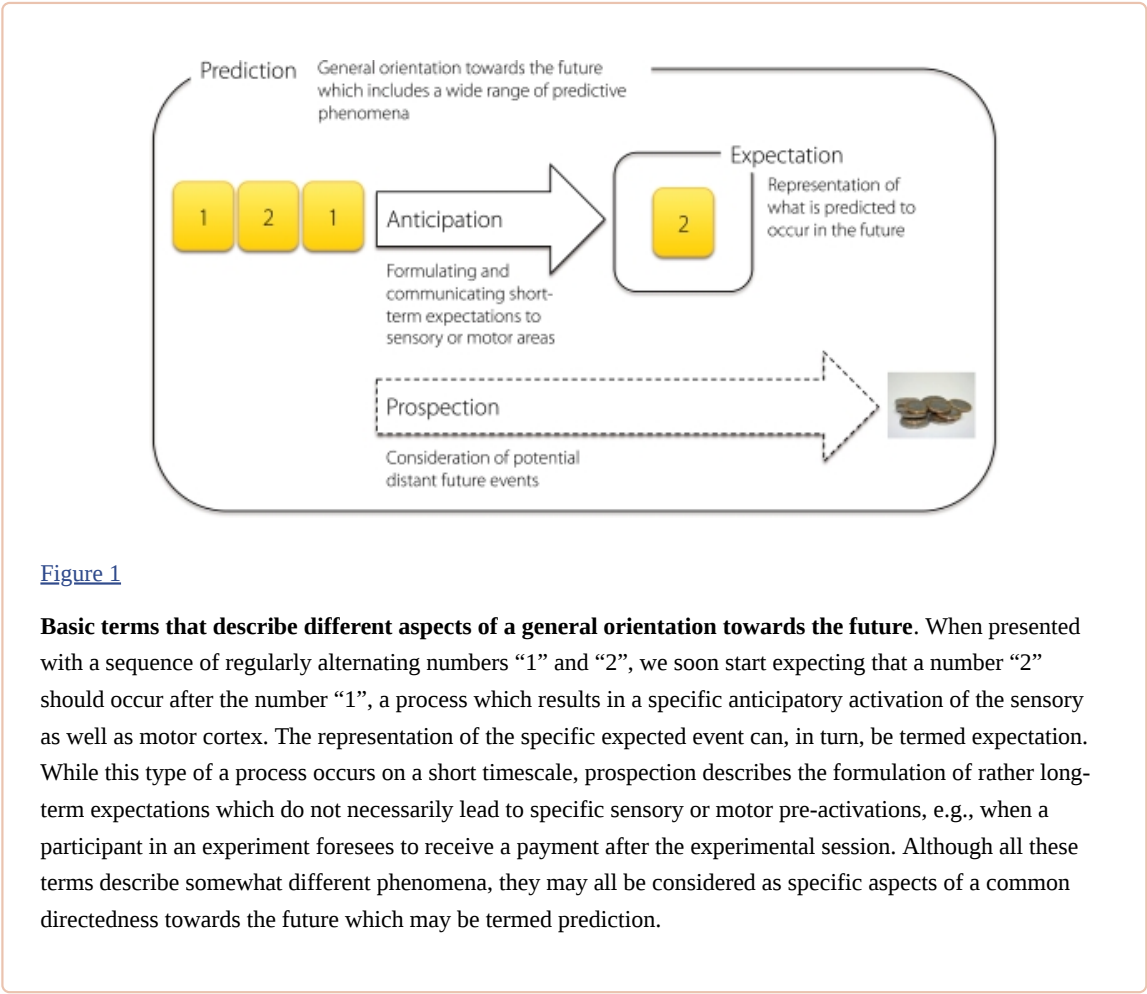 Prediction
General orientation towards the future
which includes a wide range of predictive
phenomena
Expectation
Representation of
what is predicted to
occur in the future
1 2 1
Anticipation
2
Formulating and
communicating short-
term expectations to
sensory or motor areas
Prospection
Consideration of potential
distant future events
Figure 1
Basic terms that describe different aspects of a general orientation towards the future. When presented
with a sequence of regularly alternating numbers “1” and “2”, we soon start expecting that a number “2”
should occur after the number “1”, a process which results in a specific anticipatory activation of the sensory
as well as motor cortex. The representation of the specific expected event can, in turn, be termed expectation.
While this type of a process occurs on a short timescale, prospection describes the formulation of rather long-
term expectations which do not necessarily lead to specific sensory or motor pre-activations, e.g., when a
participant in an experiment foresees to receive a payment after the experimental session. Although all these
terms describe somewhat different phenomena, they may all be considered as specific aspects of a common
directedness towards the future which may be termed prediction.